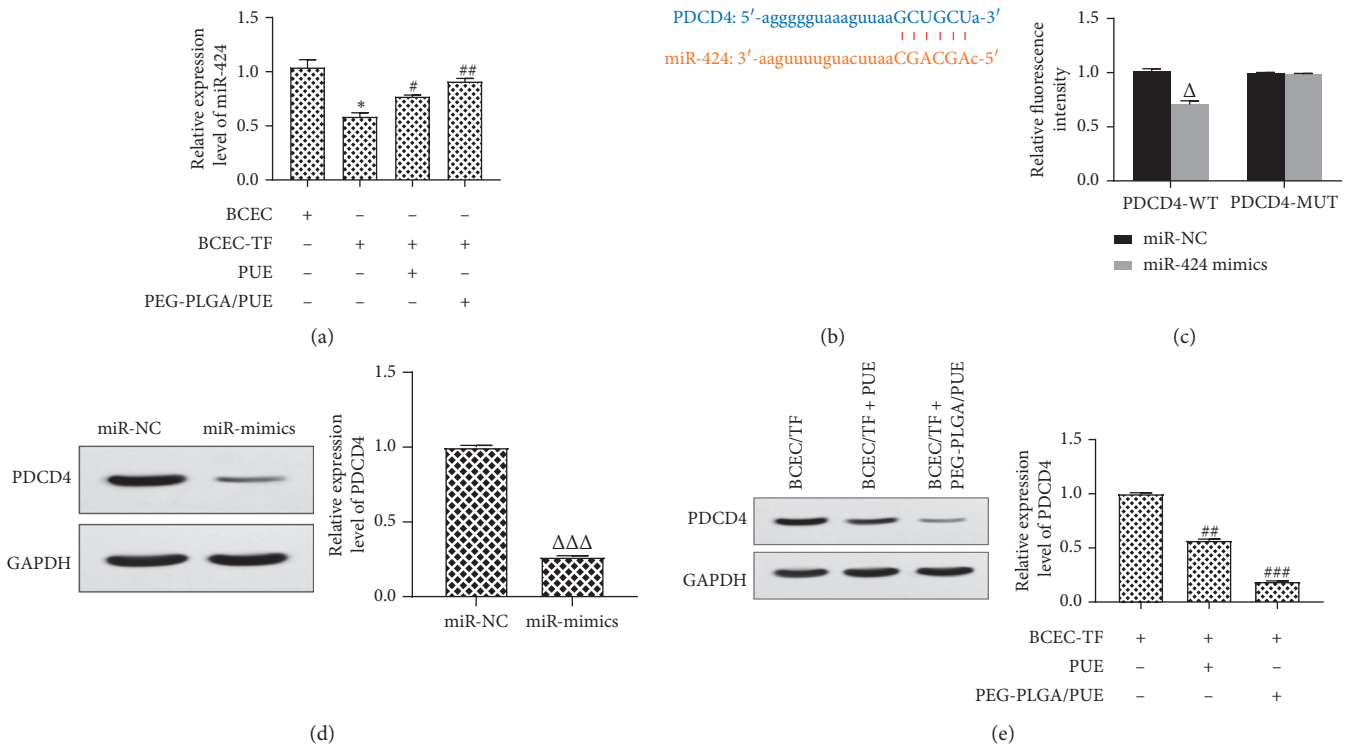 Relative expression
level of miR-424
1.5
1.0
0.5
0.0
*
#
##
BCEC + – – –
BCEC-TF – + + +
PUE – – + –
PEG-PLGA/PUE – – – +
(a)
PDCD4: 5′-agggggguaaaguuaaGCUGCUa-3′
miR-424: 3′-aaguuuuguacuuaaCGACGAc-5′
(b)
Relative fluorescence
intensity
1.5
1.0
0.5
0.0
Δ
PDCD4-WT PDCD4-MUT
miR-NC
miR-424 mimics
(c)
miR-NC miR-mimics
PDCD4
GAPDH
Relative expression
level of PDCD4
1.5
1.0
0.5
0.0
ΔΔΔ
miR-NC miR-mimics
(d)
BCEC/TF
BCEC/TF + PUE
BCEC/TF +
PEG-PLGA/PUE
PDCD4
GAPDH
Relative expression
level of PDCD4
1.5
1.0
0.5
0.0
##
###
BCEC-TF + + +
PUE – + –
PEG-PLGA/PUE – – +
(e)